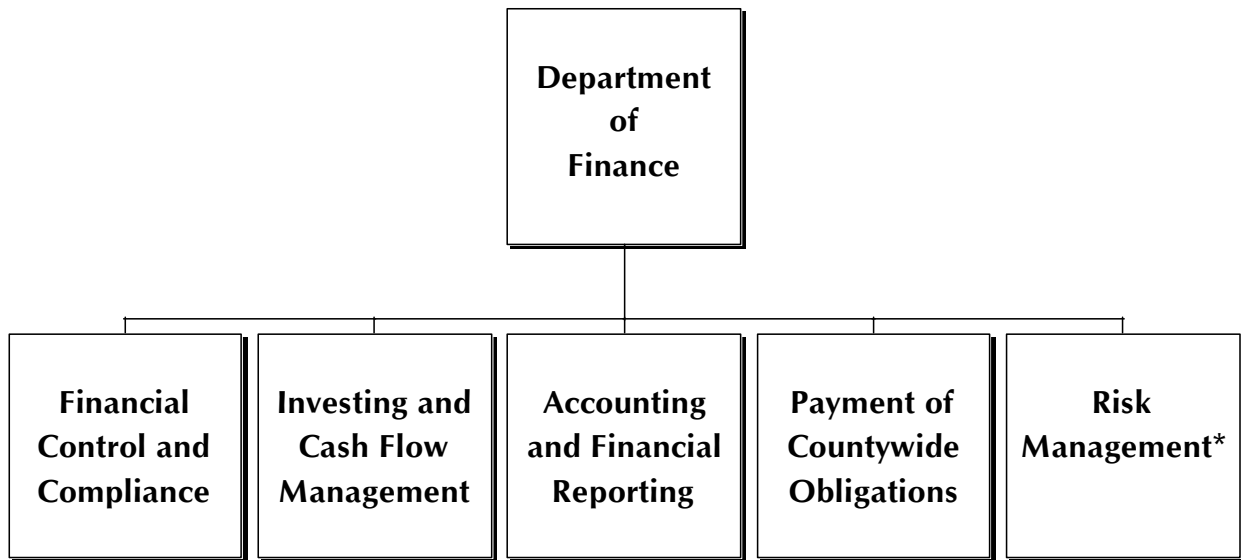 Department
of
Finance
Financial
Control and
Compliance
Investing and
Cash Flow
Management
Accounting
and Financial
Reporting
Payment of
Countywide
Obligations
Risk
Management*